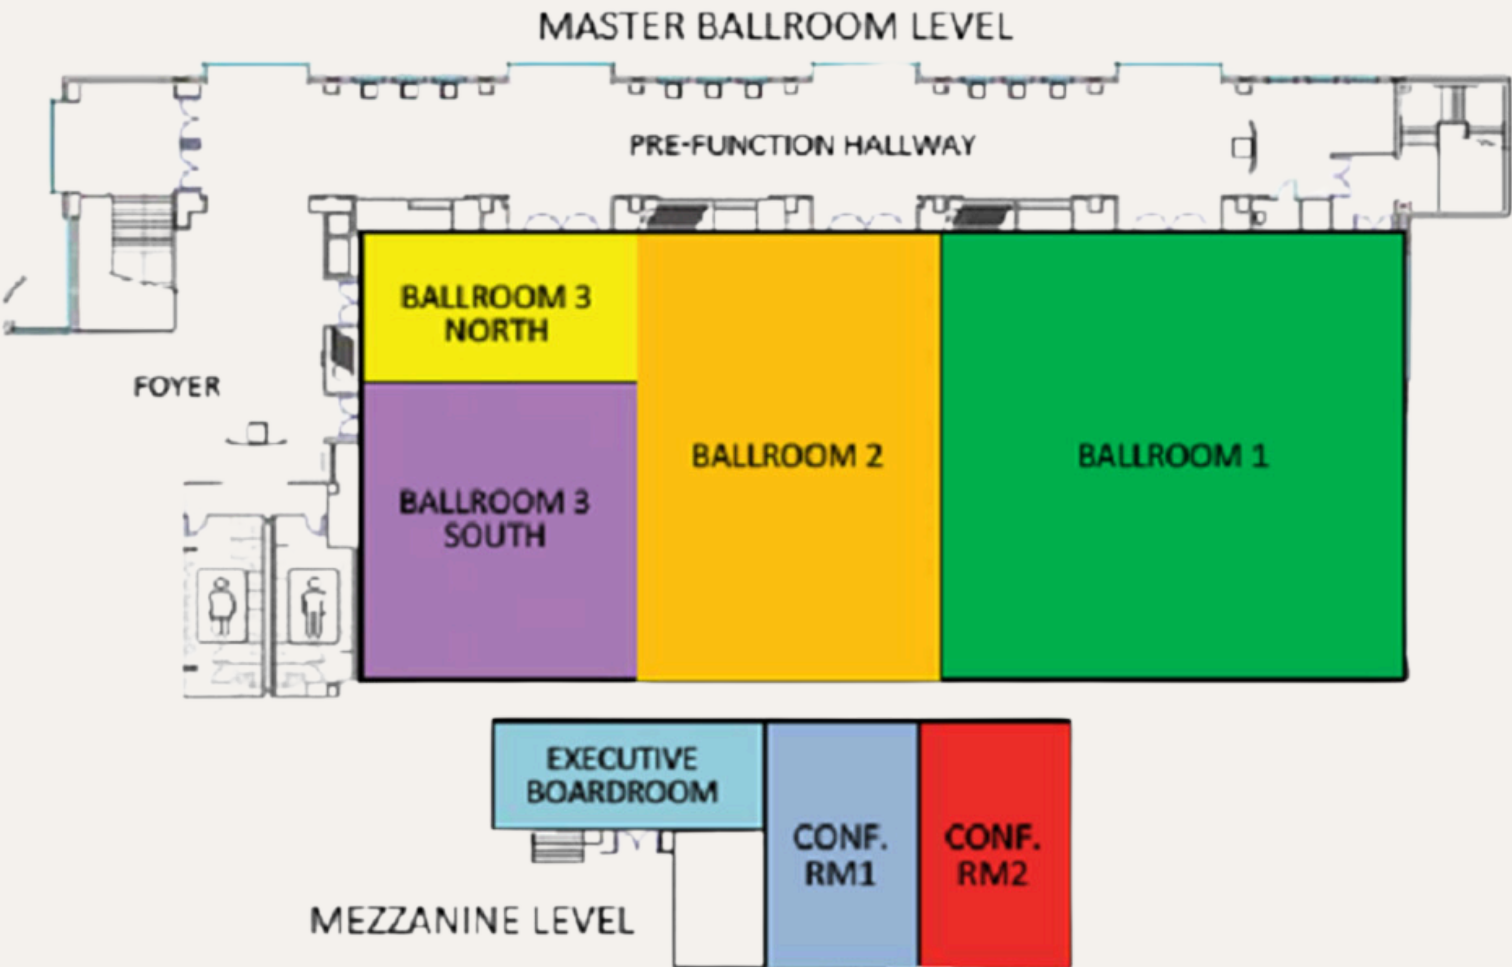 MASTER BALLROOM LEVEL
PRE-FUNCTION HALLWAY
BALLROOM 3
NORTH
FOYER
BALLROOM 2
BALLROOM 1
BALLROOM 3
SOUTH
EXECUTIVE
BOARDROOM
CONF.
RM1
CONF.
RM2
MEZZANINE LEVEL